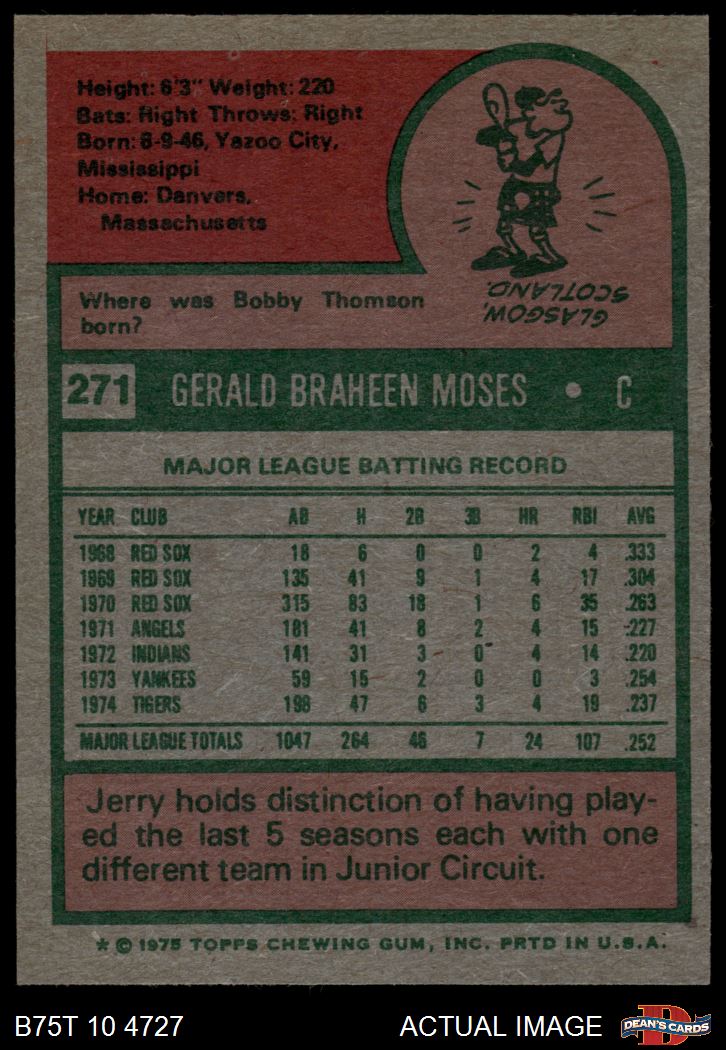 Height: 6'3" Weight: 220
Bats: Right Throws: Right
Born: 8-9-46, Yazoo City,
Mississippi
Home: Danvers,
Massachusetts
Where was Bobby Thomson
born?
GLASGOW,
SCOTLAND.
271 GERALD BRAHEEN MOSES • C
MAJOR LEAGUE BATTING RECORD
YEAR CLUB AB H 2B 3B HR RBI AVG
1968 RED SOX 18 6 0 0 2 4 .333
1969 RED SOX 135 41 9 1 4 17 .304
1970 RED SOX 315 83 18 1 6 35 .263
1971 ANGELS 181 41 8 2 4 15 .227
1972 INDIANS 141 31 3 0 4 14 .220
1973 YANKEES 59 15 2 0 0 3 .254
1974 TIGERS 198 47 6 3 4 19 .237
MAJOR LEAGUE TOTALS 1047 264 46 7 24 107 .252
Jerry holds distinction of having play-
ed the last 5 seasons each with one
different team in Junior Circuit.
* © 1975 TOPPS CHEWING GUM, INC. PRTD IN U.S.A.
B75T 10 4727 ACTUAL IMAGE
D
DEAN'S CARDS